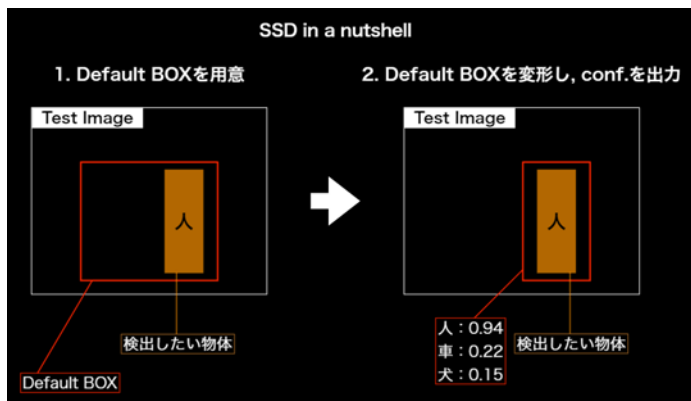 SSD in a nutshell
1. Default BOXを用意
Test Image
人
検出したい物体
Default BOX
2. Default BOXを変形し, conf.を出力
Test Image
人
人：0.94
車：0.22
犬：0.15
検出したい物体